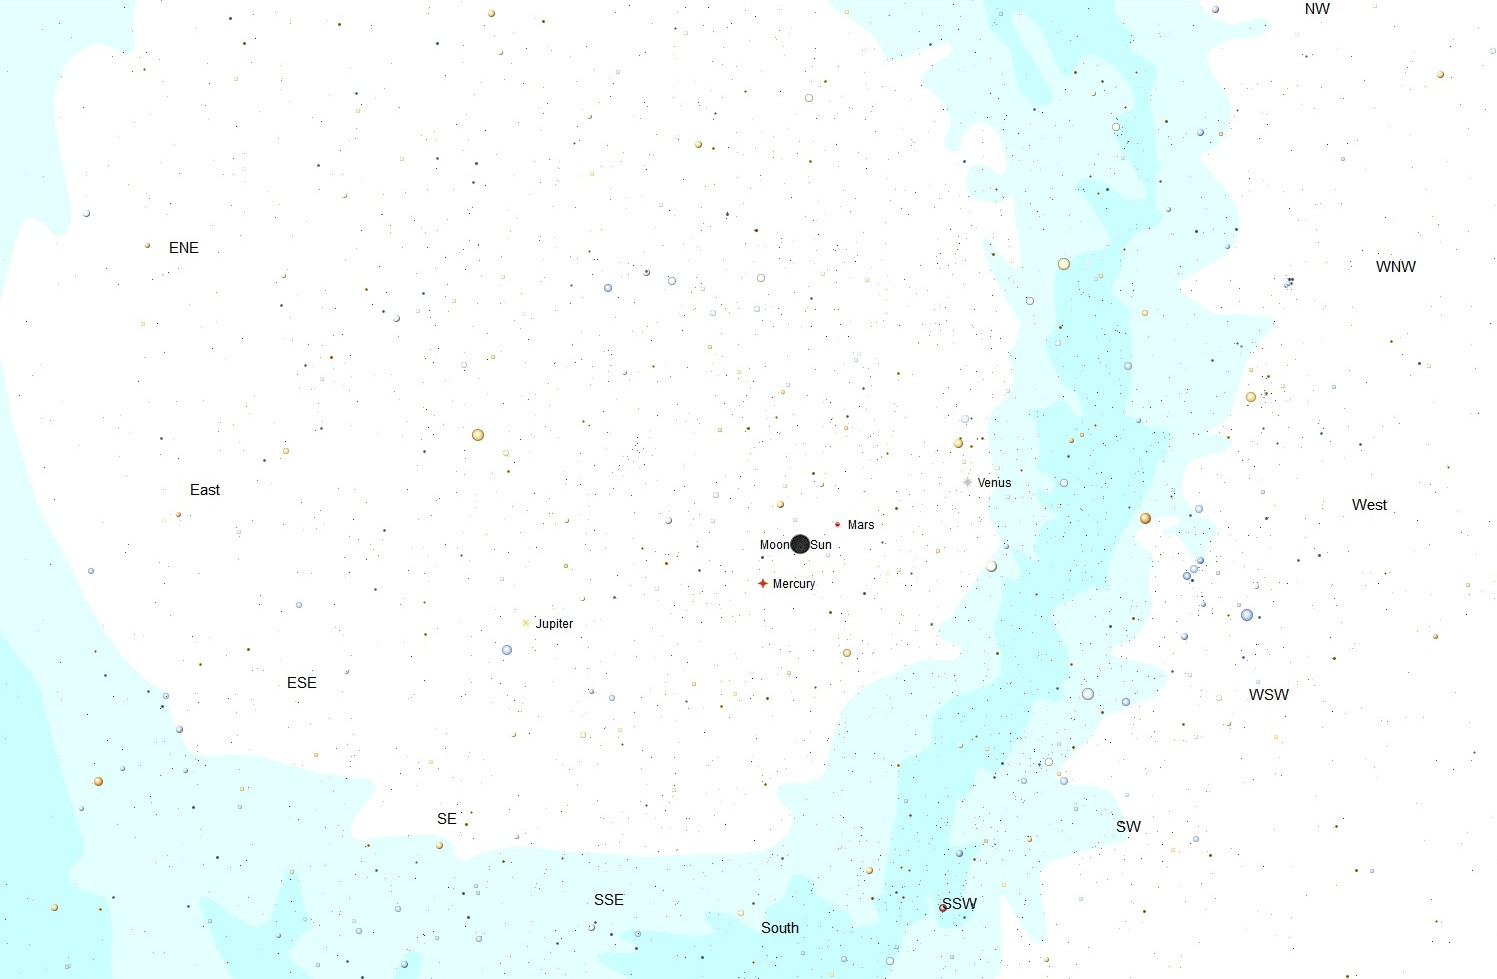 NW
ENE
WNW
Venus
East
West
Mars
Moon Sun
Mercury
Jupiter
ESE
WSW
SE
SW
SSE
SSW
South